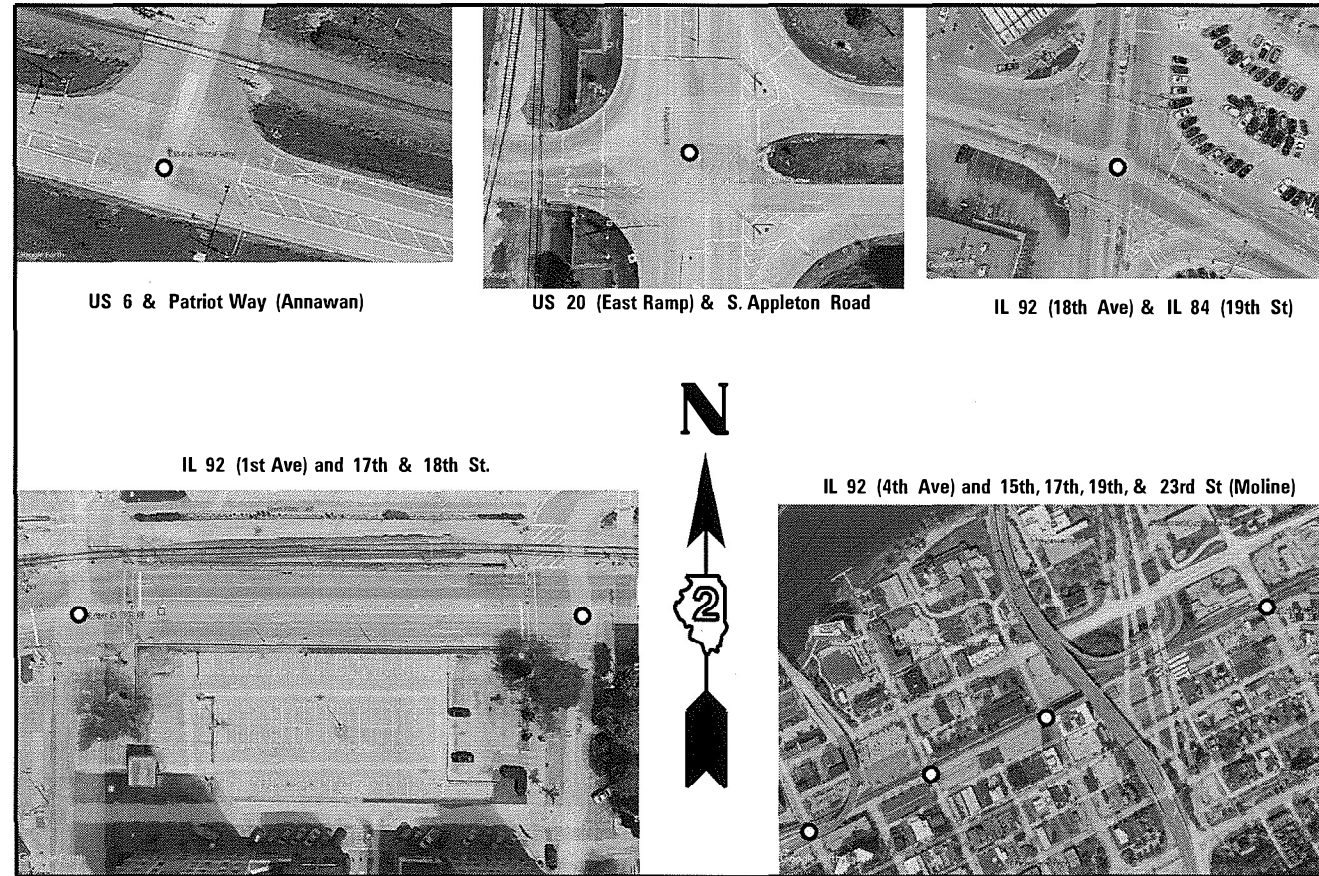 US 6 & Patriot Way (Annawan)
US 20 (East Ramp) & S. Appleton Road
IL 92 (18th Ave) & IL 84 (19th St)
N
IL 92 (1st Ave) and 17th & 18th St.
IL 92 (4th Ave) and 15th, 17th, 19th, & 23rd St (Moline)
2